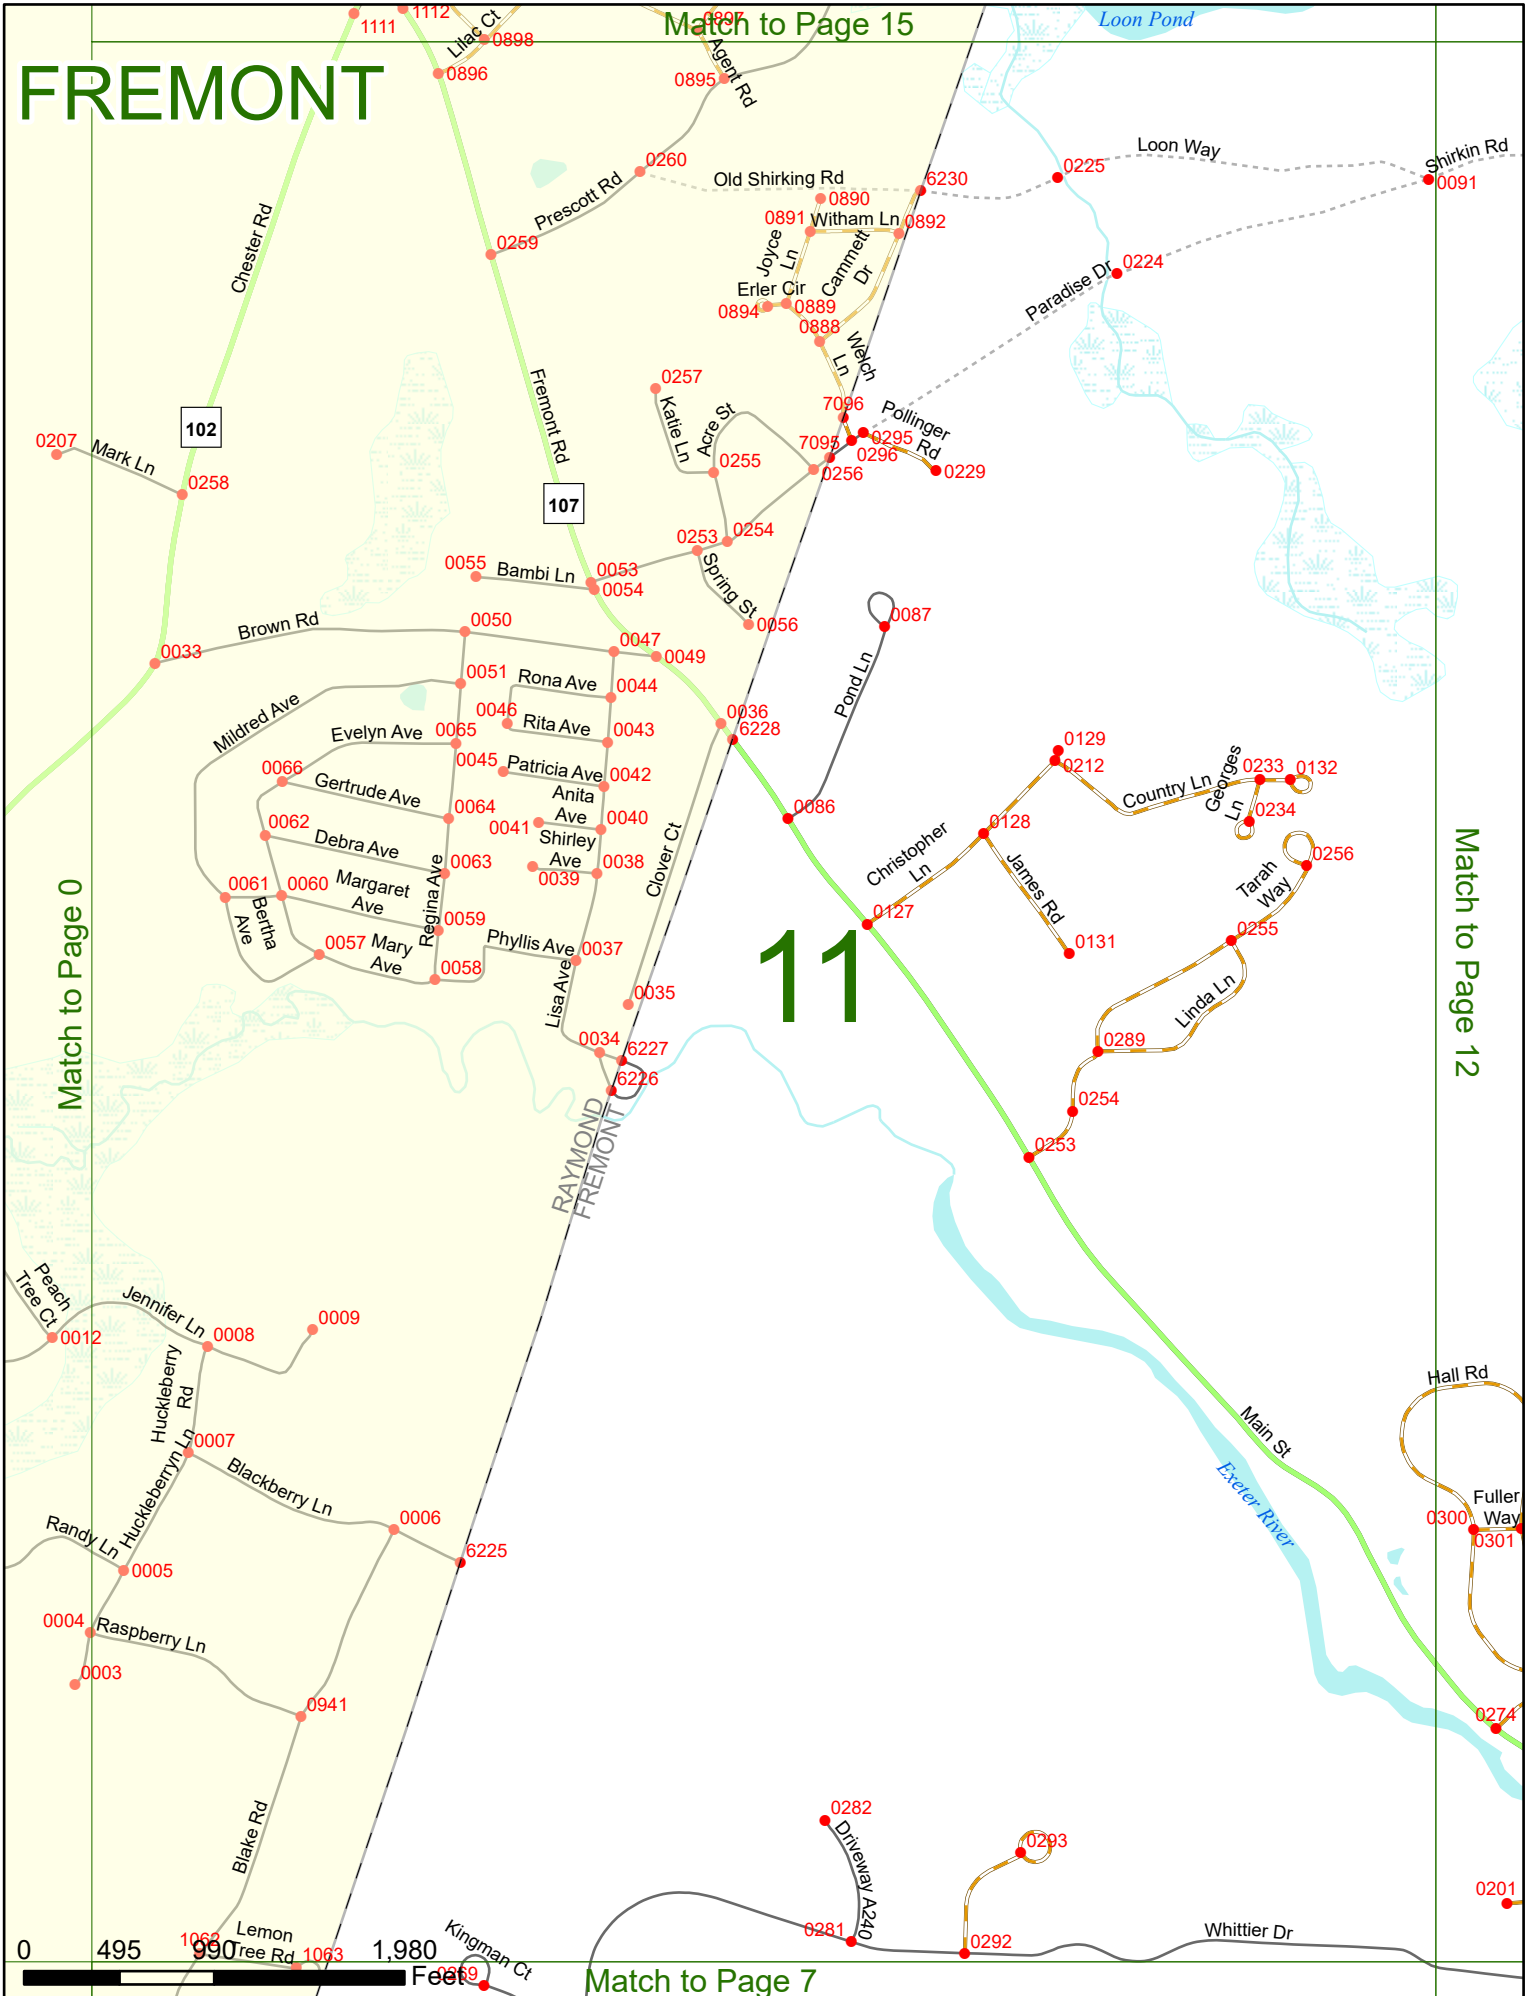 1112
1111
Lilac Ct
0898
0896
0897
Match to Page 15
Agent Rd
0895
Loon Pond
FREMONT
Chester Rd
0260
Prescott Rd
0259
Old Shirking Rd
6230
0225
Loon Way
Shirkin Rd
0091
0890
0891
Witham Ln
0892
Joyce
Ln
Cammett
Dr
Erler Cir
0894
0889
0888
Welch
Ln
Paradise Dr
0224
Fremont Rd
0257
Katie Ln
Acre St
7096
Pollinger
Rd
7095
0295
0296
0229
0255
0256
102
0207
Mark Ln
0258
107
0254
0253
Spring St
0055
Bambi Ln
0053
0054
0056
0087
Pond Ln
Brown Rd
0033
0050
0047
0049
0051
Rona Ave
0044
Mildred Ave
0046
Rita Ave
0043
0036
6228
Evelyn Ave
0065
0045
Patricia Ave
0042
0066
Gertrude Ave
0064
Anita
Ave
0041
0040
0062
Debra Ave
0063
Shirley
Ave
0039
0038
Clover Ct
0061
0060
Margaret
Ave
Regina Ave
0059
Bertha
Ave
0057
Mary
Ave
0058
Phyllis Ave
0037
Lisa Ave
0035
0034
6227
6226
RAYMOND
FREMONT
0086
0129
0212
Country Ln
Georges
Ln
0233
0132
0234
0128
Christopher
Ln
James Rd
0127
0131
Tarah
Way
0256
0255
Linda Ln
0289
0254
0253
11
Match to Page 0
Match to Page 12
Peach
Tree Ct
0012
Jennifer Ln
0008
0009
Huckleberry
Rd
0007
Huckleberryn Ln
Blackberry Ln
0006
6225
Randy Ln
0005
0004
Raspberry Ln
0003
0941
Blake Rd
Hall Rd
Main St
Exeter River
Fuller
Way
0300
0301
0274
0282
Driveway A240
0281
0293
0292
Whittier Dr
0201
1062
Lemon
Tree Rd
1063
0 495 990 1,980
Feet
Kingman Ct
0269
Match to Page 7